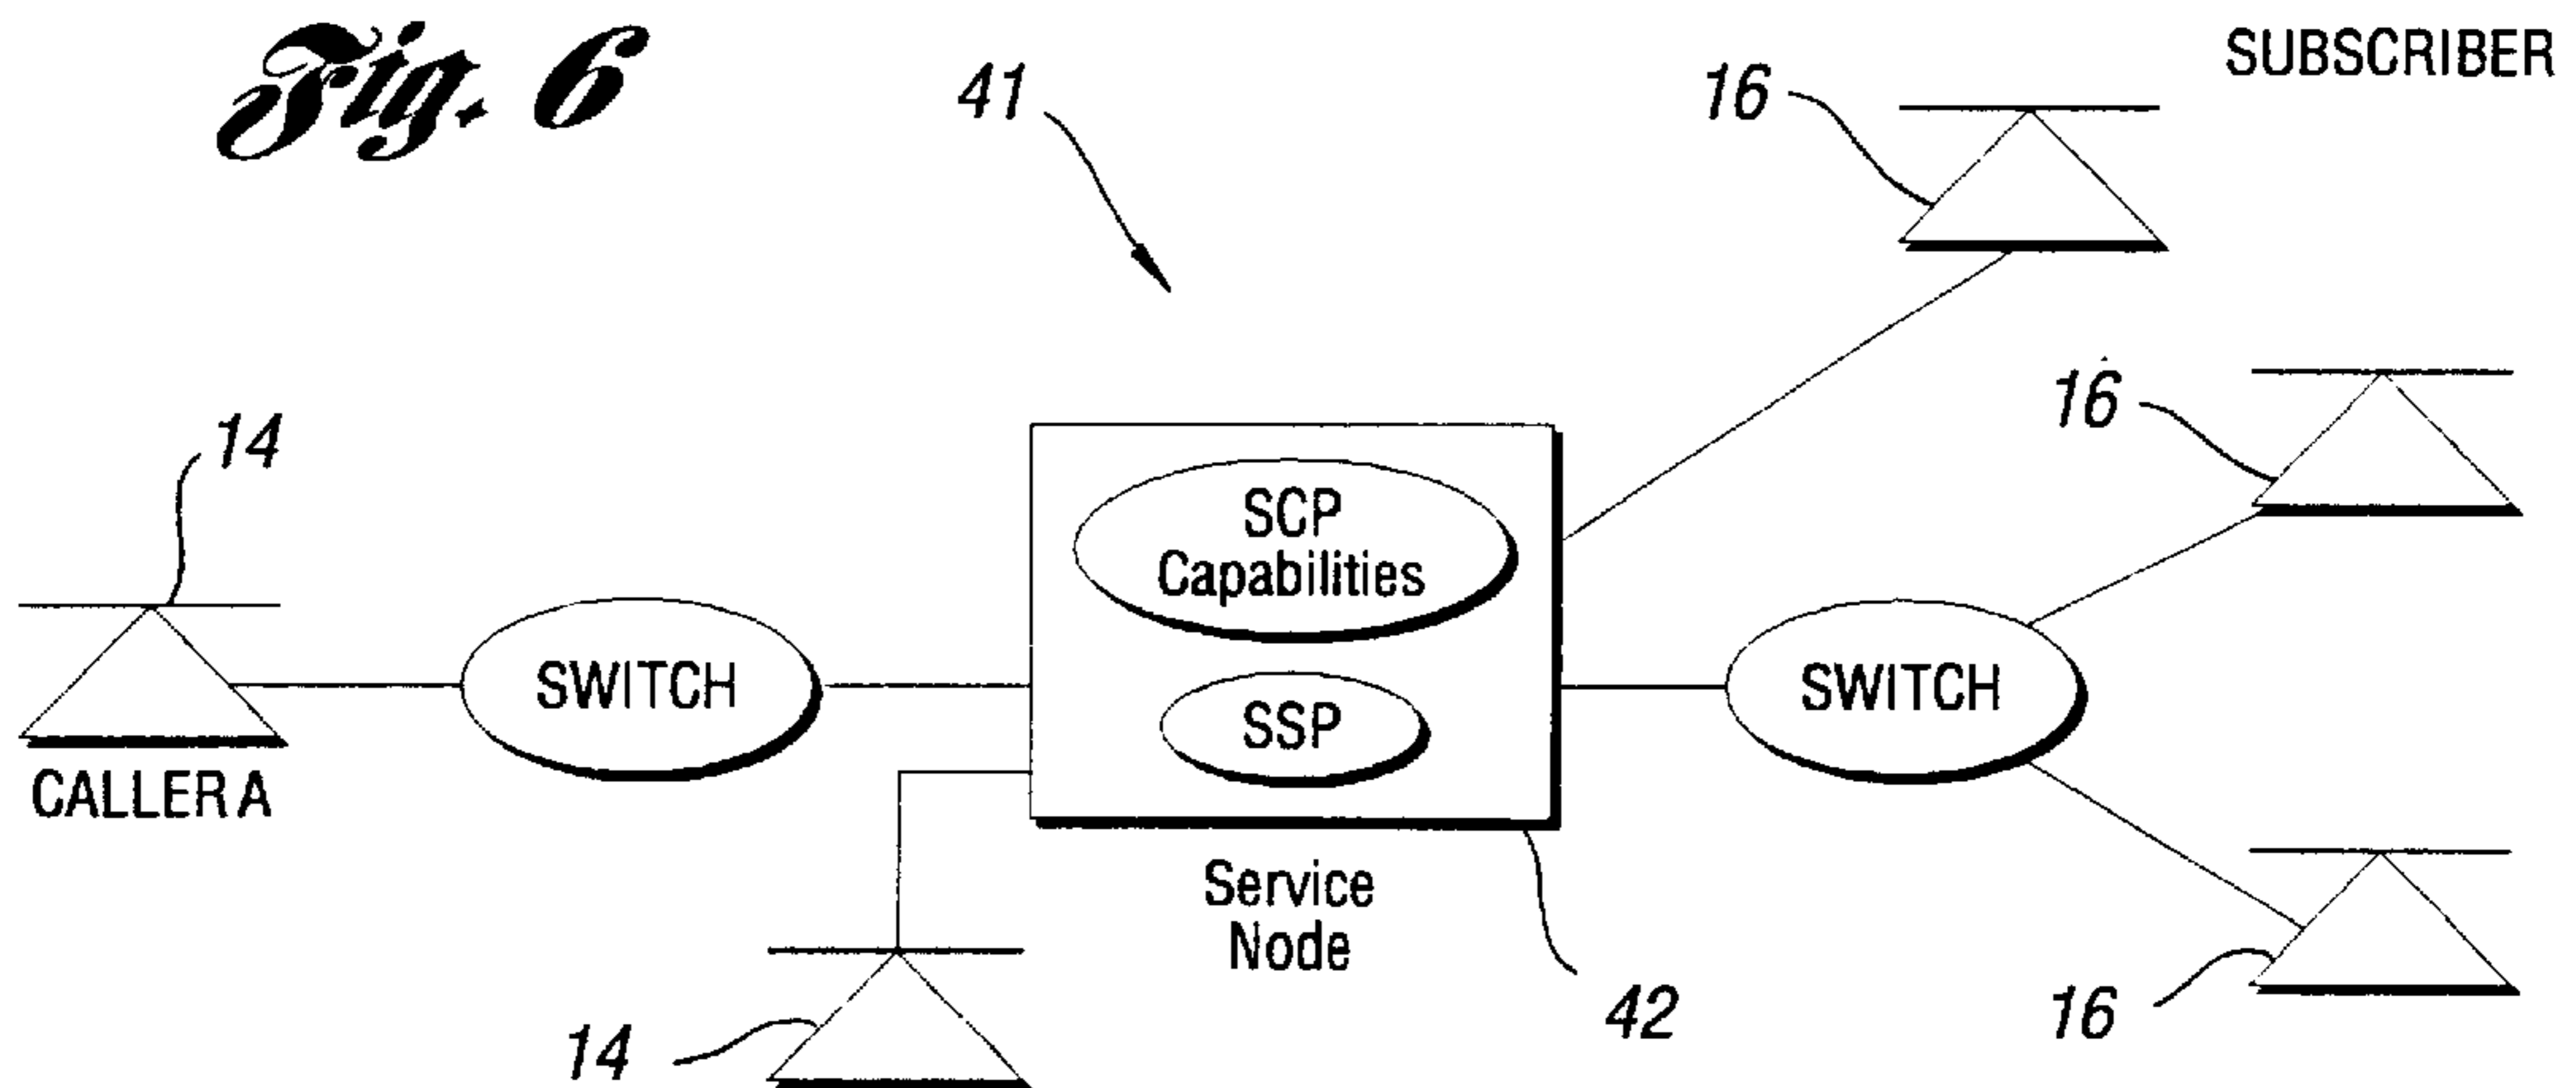 Fig. 6
41
16
SUBSCRIBER
14
16
SCP
Capabilities
SWITCH
SSP
SWITCH
CALLER A
Service
Node
14
42
16